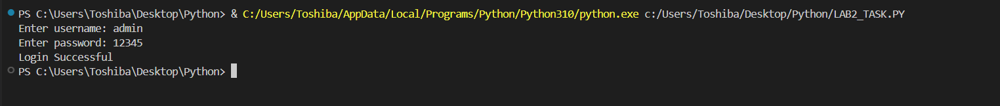 PS C:\Users\Toshiba\Desktop\Python> & C:/Users/Toshiba/AppData/Local/Programs/Python/Python310/python.exe c:/Users/Toshiba/Desktop/Python/LAB2_TASK.PY
Enter username: admin
Enter password: 12345
Login Successful
PS C:\Users\Toshiba\Desktop\Python>